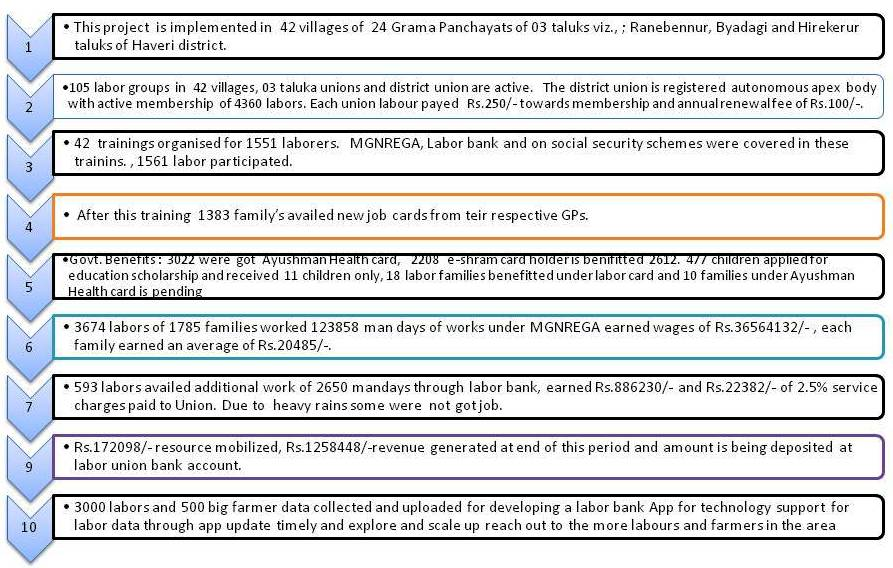 1
• This project is implemented in 42 villages of 24 Grama Panchayats of 03 taluks viz., ; Ranebennur, Byadagi and Hirekerur
taluks of Haveri district.
2
•105 labor groups in 42 villages, 03 taluka unions and district union are active. The district union is registered autonomous apex body
with active membership of 4360 labors. Each union labour payed Rs.250/- towards membership and annual renewal fee of Rs.100/-.
3
• 42 trainings organised for 1551 laborers. MGNREGA, Labor bank and on social security schemes were covered in these
trainins. , 1561 labor participated.
4
• After this training 1383 family's availed new job cards from teir respective GPs.
5
•Govt. Benefits : 3022 were got Ayushman Health card, 2208 e-shram card holder is benifitted 2612. 477 children applied for
education scholarship and received 11 children only, 18 labor families benefitted under labor card and 10 families under Ayushman
Health card is pending
6
• 3674 labors of 1785 families worked 123858 man days of works under MGNREGA earned wages of Rs.36564132/- , each
family earned an average of Rs.20485/-.
7
• 593 labors availed additional work of 2650 mandays through labor bank, earned Rs.886230/- and Rs.22382/- of 2.5% service
charges paid to Union. Due to heavy rains some were not got job.
9
• Rs.172098/- resource mobilized, Rs.1258448/-revenue generated at end of this period and amount is being deposited at
labor union bank account.
10
• 3000 labors and 500 big farmer data collected and uploaded for developing a labor bank App for technology support for
labor data through app update timely and explore and scale up reach out to the more labours and farmers in the area